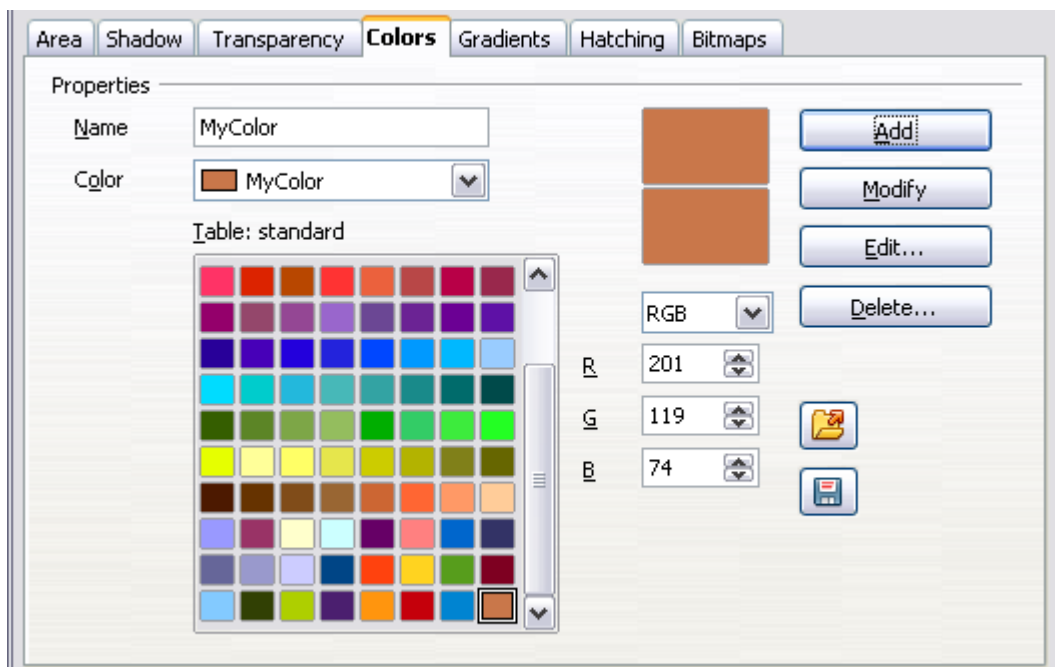 Area Shadow Transparency Colors Gradients Hatching Bitmaps
Properties
Name MyColor Add
Color MyColor Modify
Table: standard Edit...
RGB Delete...
R 201
G 119
B 74